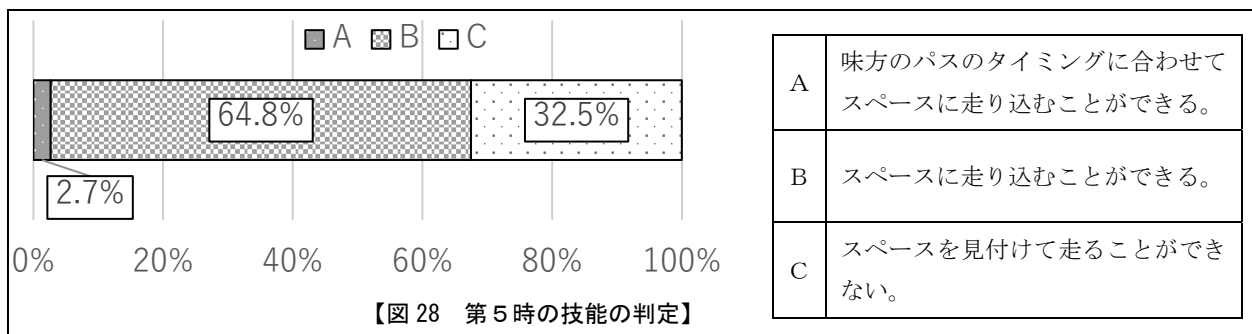 A B C
64.8% 32.5%
2.7%
0% 20% 40% 60% 80% 100%
【図 28 第5時の技能の判定】
A
味方のパスのタイミングに合わせて
スペースに走り込むことができる。
B
スペースに走り込むことができる。
C
スペースを見付けて走ることができ
ない。